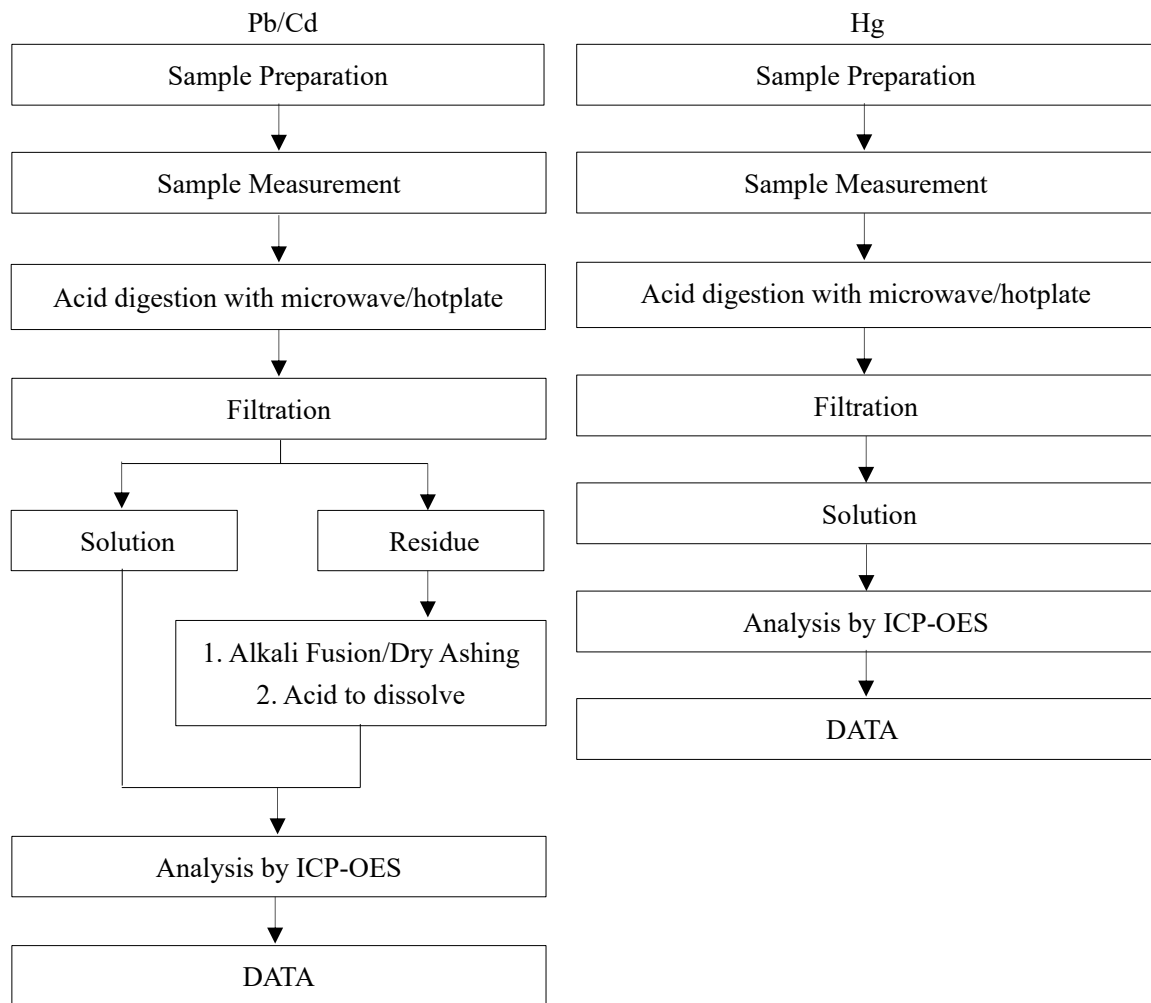 Pb/Cd
Sample Preparation
Sample Measurement
Acid digestion with microwave/hotplate
Filtration
Solution
Residue
1. Alkali Fusion/Dry Ashing
2. Acid to dissolve
Analysis by ICP-OES
DATA
Hg
Sample Preparation
Sample Measurement
Acid digestion with microwave/hotplate
Filtration
Solution
Analysis by ICP-OES
DATA